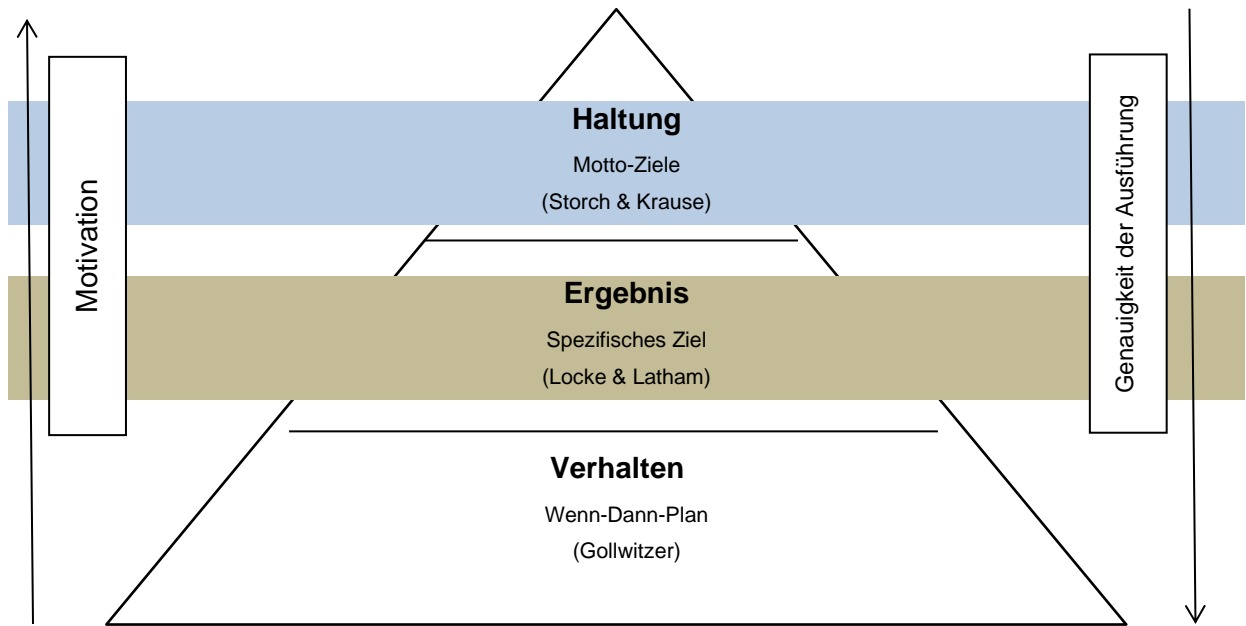 Haltung
Motto-Ziele
(Storch & Krause)
Motivation
Genauigkeit der Ausführung
Ergebnis
Spezifisches Ziel
(Locke & Latham)
Verhalten
Wenn-Dann-Plan
(Gollwitzer)